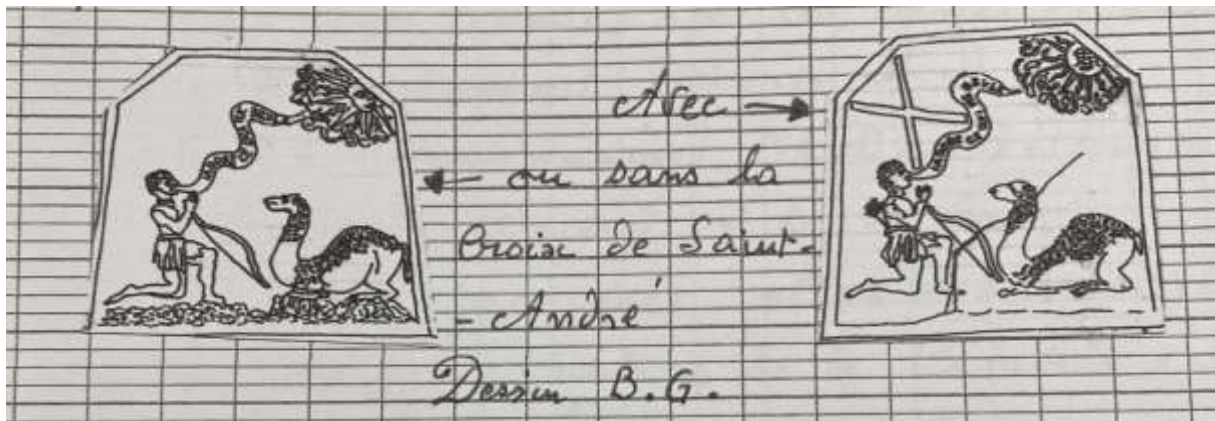 Avec
ou sans la
Croix de Saint-
- André
Dessin B.G.